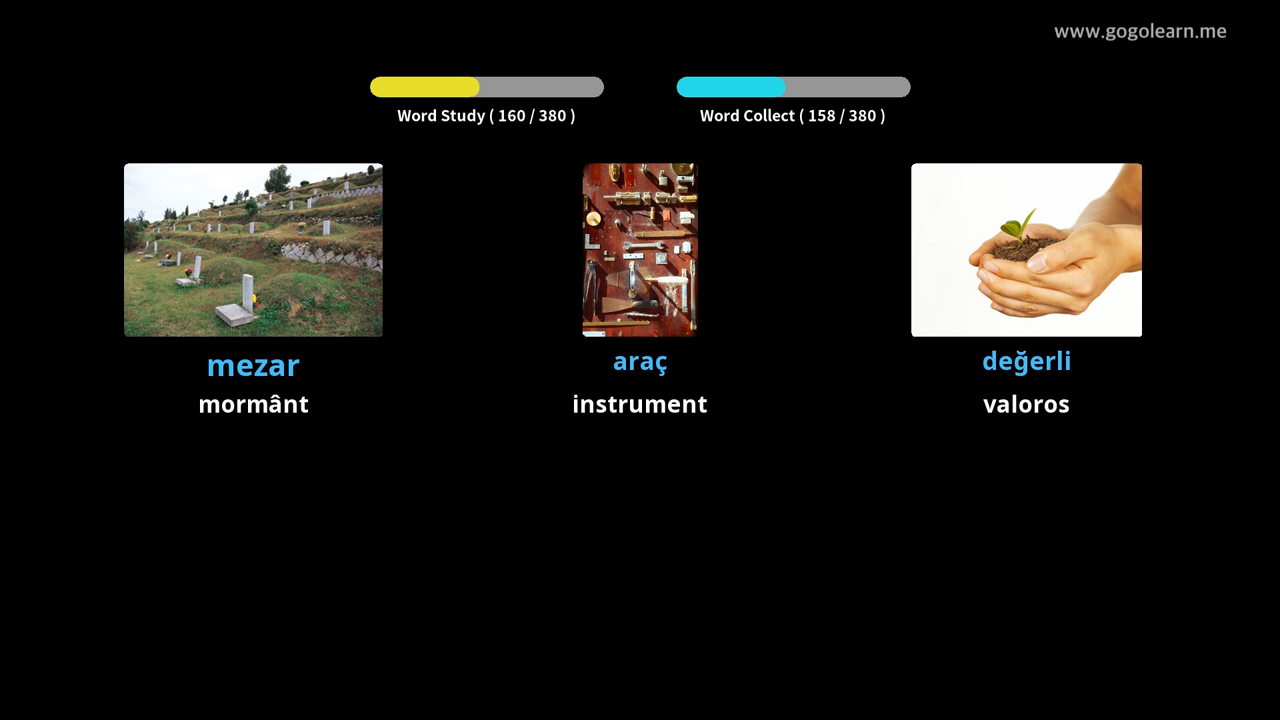 www.gogolearn.me
Word Study ( 160 / 380 )
Word Collect ( 158 / 380 )
mezar
araç
değerli
mormânt
instrument
valoros